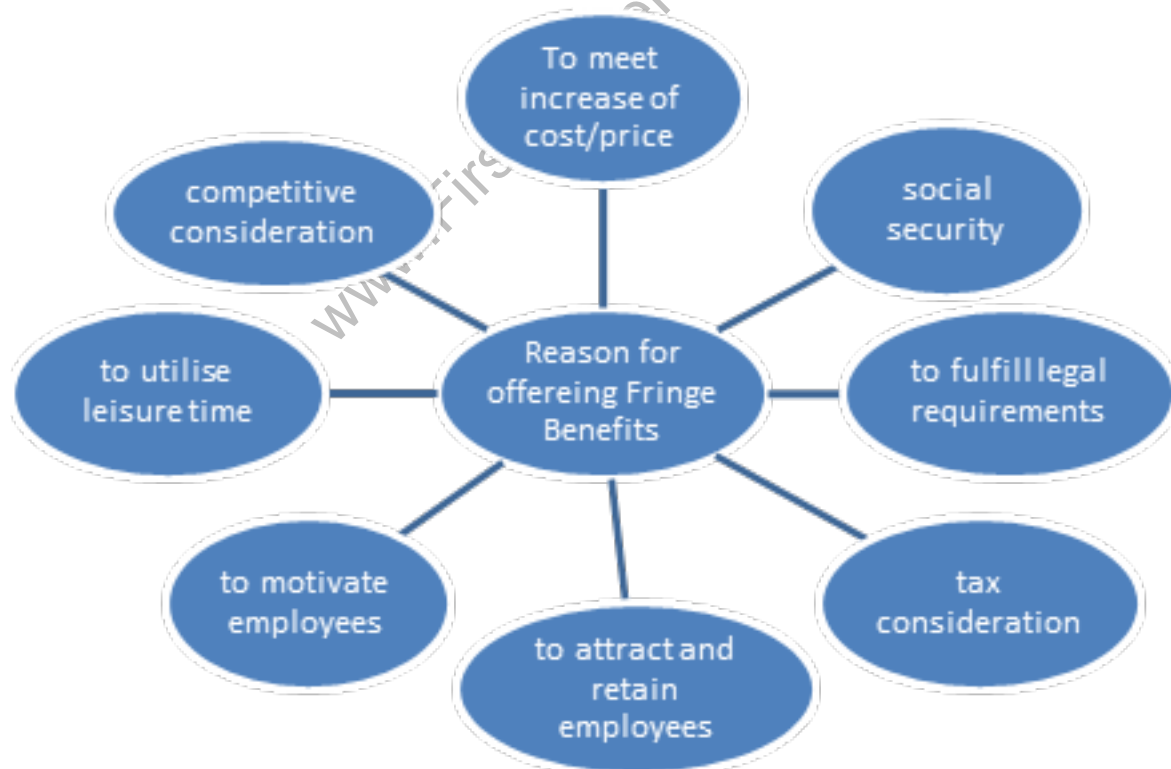 To meet
increase of
cost/price
social
security
to fulfill legal
requirements
tax
consideration
to attract and
retain
employees
to motivate
employees
to utilise
leisure time
competitive
consideration
Reason for
offereing Fringe
Benefits